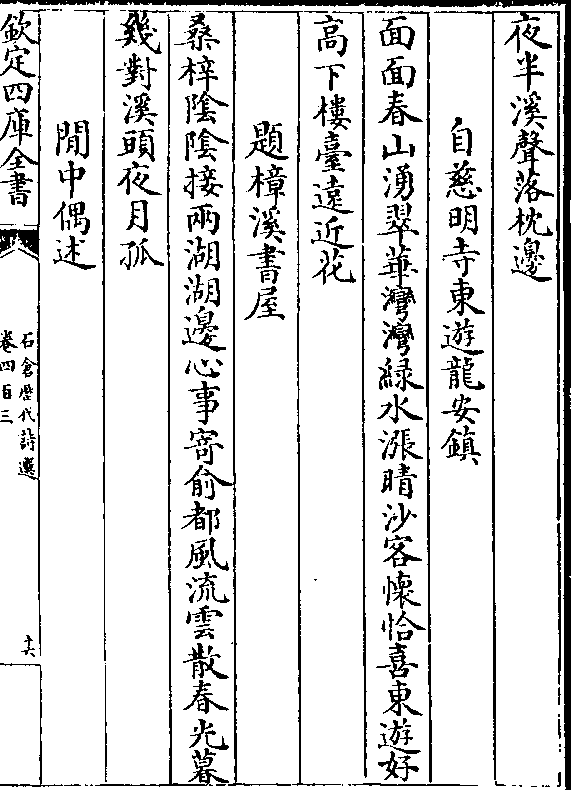 夜半溪聲落枕邊
自慈明寺東遊龍安鎮
面面春山湧翠華灣灣綠水漲晴沙客懷恰喜東遊好
高下樓臺遠近花
題樟溪書屋
桑梓陰陰接兩湖湖邊心事寄俞都風流雲散春光暮
幾對溪頭夜月孤
閒中偶述
欽定四庫全書
石倉歷代詩選
卷四百三
十六